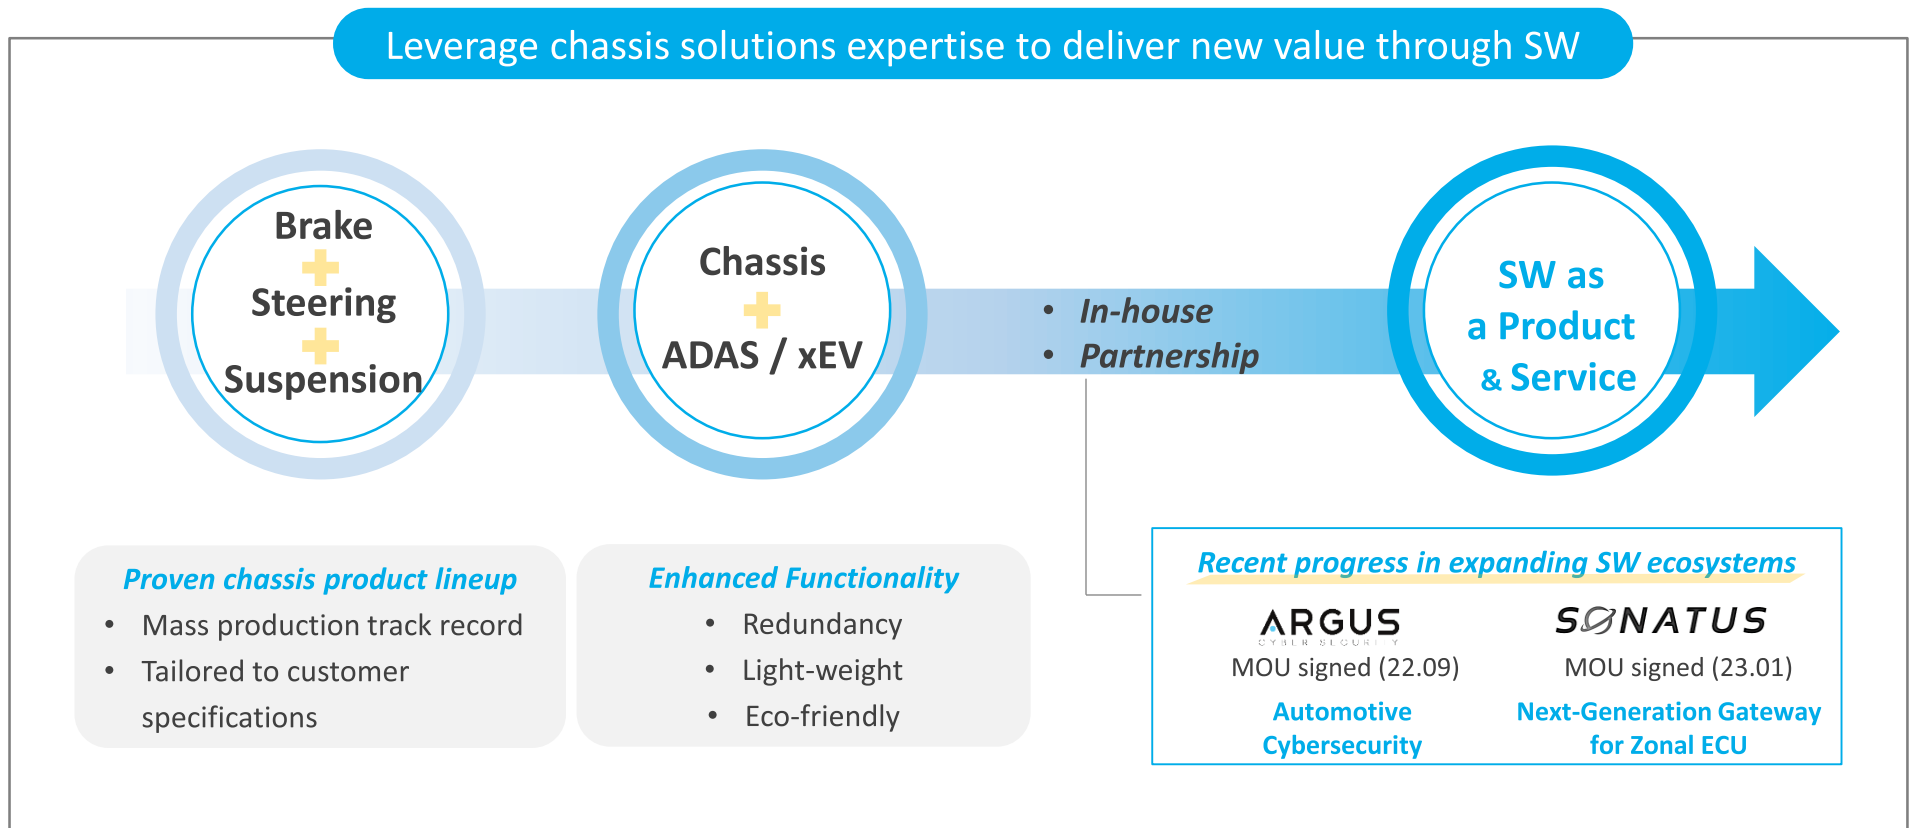 Leverage chassis solutions expertise to deliver new value through SW
Brake
Steering
Suspension
Chassis
ADAS / xEV
• In-house
• Partnership
SW as
a Product
& Service
Proven chassis product lineup
• Mass production track record
• Tailored to customer
specifications
Enhanced Functionality
• Redundancy
• Light-weight
• Eco-friendly
Recent progress in expanding SW ecosystems
ARGUS
CYBER SECURITY
MOU signed (22.09)
Automotive
Cybersecurity
SONATUS
MOU signed (23.01)
Next-Generation Gateway
for Zonal ECU